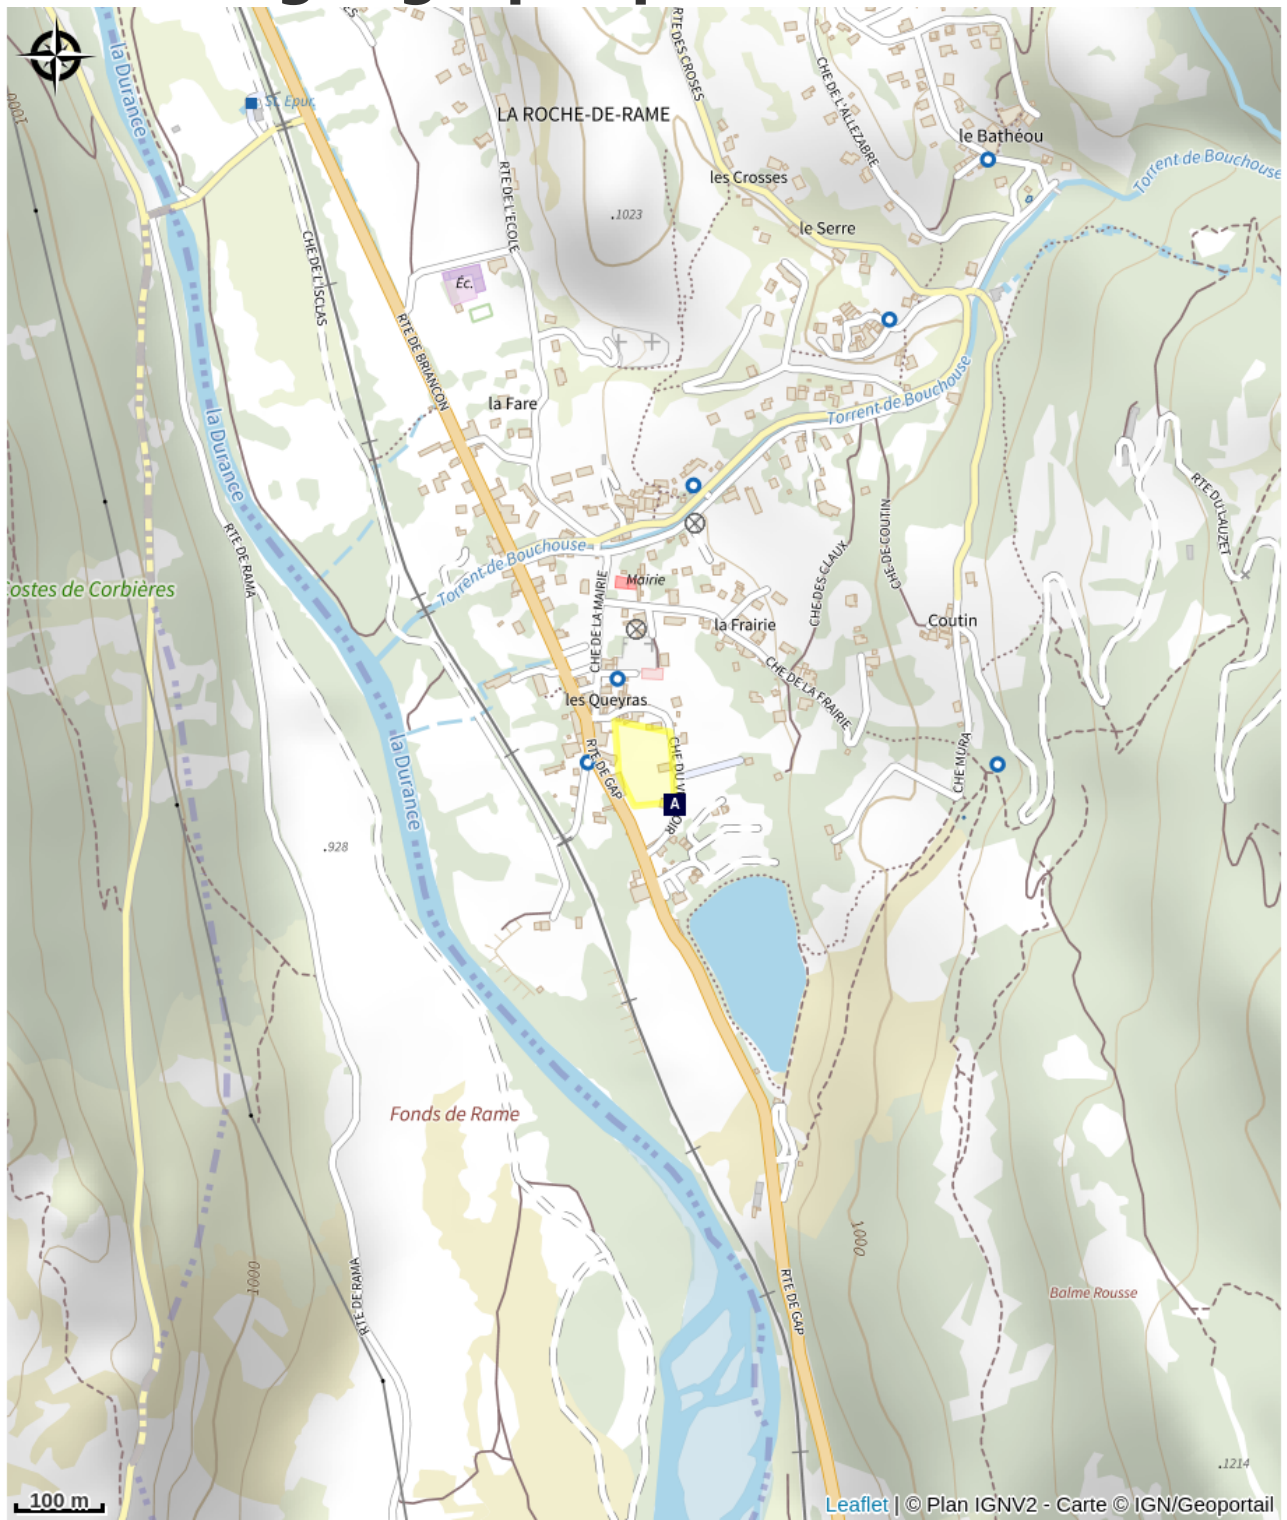 la Durance
1000
St. Epur.
RTE DES CROSES
CHE DE L'ALLEZABRE
LA ROCHE-DE-RAME
le Bathéou
Torrent de Bouchouse
les Crosses
RTE DE L'ECOLE
.1023
le Serre
CHE DE L'ISCLAS
Éc.
RTE DE BRIANCON
la Fare
Torrent de Bouchouse
la Durance
RTE DU LAUZET
RTE DE RAMA
Torrent de Bouchouse
CHE DE COUTIN
CHE DES CLAUX
Mairie
CHE DE LA MAIRIE
ostes de Corbières
la Frairie
Coutin
CHE DE LA FRAIRIE
les Queyras
la Durance
RTE DE GAP
CHE MURA
A
.928
Fonds de Rame
1000
1000
RTE DE RAMA
RTE DE GAP
Balme Rousse
.1214
100 m
Leaflet | © Plan IGNV2 - Carte © IGN/Geoportail